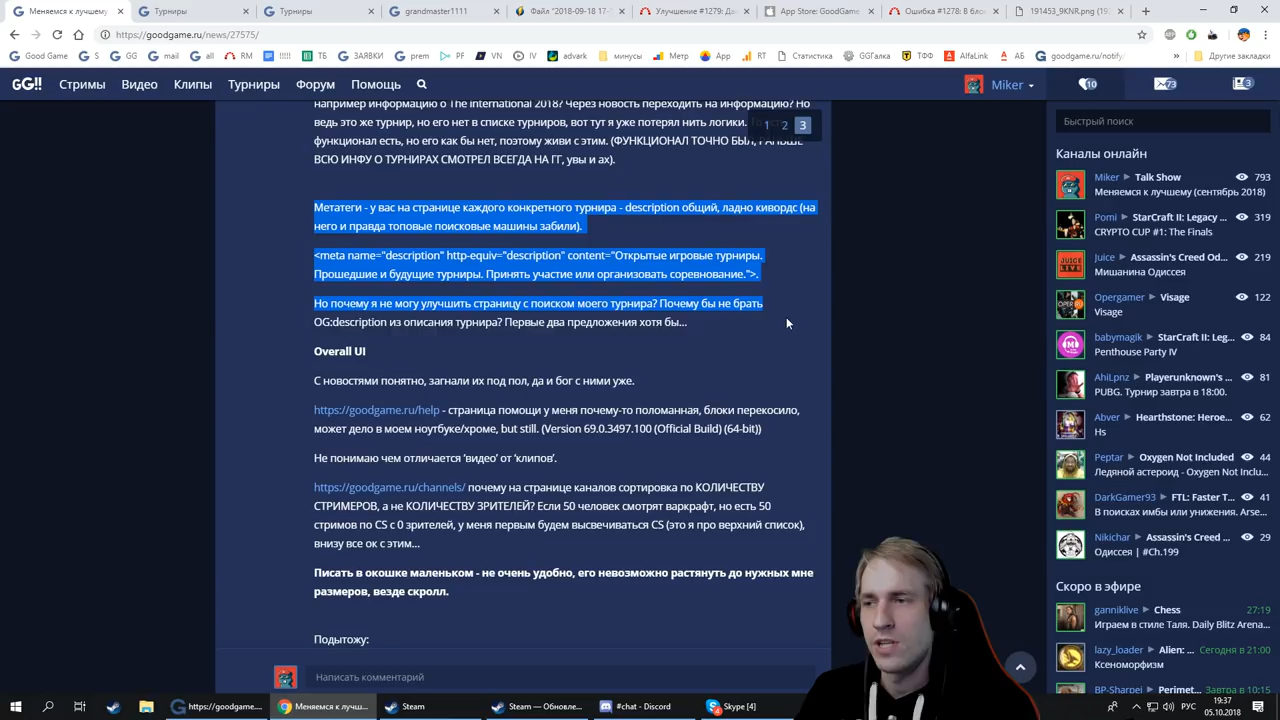 Меняемся к лучшему
Турниры
Турниры
grandmaster1111
Файл "2018-09-18 17-
Улучшение #1279: Дво
App Store: GoodGame
Ошибка #1278: В блок
191453_9KNR.png (192
https://goodgame.ru/news/27575/
Good Game
S
GG
mail
all
RM
!!!!
ТБ
ЗАЯВКИ
prem
PF
VN
IV
advark
минусы
Метро
App
RT
Статистика
GGГалка
ТФФ
AlfaLink
АБ
goodgame.ru/notify
Другие закладки
GG!!
Стримы
Видео
Клипы
Турниры
Форум
Помощь
Miker
10
73
3
например информацию о The International 2018? Через новость переходить на информацию? Но
ведь это же турнир, но его нет в списке турниров, вот тут я уже потерял нить логики.
1 2 3
функционал есть, но его как бы нет, поэтому живи с этим. (ФУНКЦИОНАЛ ТОЧНО БЫЛ, РАНЬШЕ
ВСЮ ИНФУ О ТУРНИРАХ СМОТРЕЛ ВСЕГДА НА ГГ, увы и ах).
Метатеги - у вас на странице каждого конкретного турнира - description общий, ладно кивордс (на
него и правда топовые поисковые машины забили).
<meta name="description" http-equiv="description" content="Открытые игровые турниры.
Прошедшие и будущие турниры. Принять участие или организовать соревнование.">.
Но почему я не могу улучшить страницу с поиском моего турнира? Почему бы не брать
OG:description из описания турнира? Первые два предложения хотя бы...
Overall UI
С новостями понятно, загнали их под пол, да и бог с ними уже.
https://goodgame.ru/help - страница помощи у меня почему-то поломанная, блоки перекосило,
может дело в моем ноутбуке/хроме, but still. (Version 69.0.3497.100 (Official Build) (64-bit))
Не понимаю чем отличается 'видео' от 'клипов'.
https://goodgame.ru/channels/ почему на странице каналов сортировка по КОЛИЧЕСТВУ
СТРИМЕРОВ, а не КОЛИЧЕСТВУ ЗРИТЕЛЕЙ? Если 50 человек смотят варкрафт, но есть 50
стримов по CS с 0 зрителей, у меня первым будем высвечиваться CS (это я про верхний список),
внизу все ок с этим...
Писать в окошке маленьком - не очень удобно, его невозможно растянуть до нужных мне
размеров, везде скролл.
Подытожу:
Написать комментарий
Быстрый поиск
Каналы онлайн
Miker Talk Show 793
Меняемся к лучшему (сентябрь 2018)
Pomi StarCraft II: Legacy ... 319
CRYPTO CUP #1: The Finals
Juice Assassin's Creed Od... 219
Мишанина Одиссея
Opergamer Visage 122
Visage
babymagik StarCraft II: Leg... 84
Penthouse Party IV
AhiLpnz Playerunknown's ... 81
PUBG. Турнир завтра в 18:00.
Abver Hearthstone: Heroe... 62
Hs
Peptar Oxygen Not Included 44
Ледяной астероид - Oxygen Not Inclu...
DarkGamer93 FTL: Faster T... 41
В поисках имбы или унижения. Arse...
Nikichar Assassin's Creed ... 29
Одиссея | #Ch.199
Скоро в эфире
ganniklive Chess 27:19
Играем в стиле Таля. Daily Blitz Arena...
lazy_loader Alien: ... Сегодня в 21:00
Ксеноморфизм
BP-Sharpei Perimet... Завтра в 10:15
https://goodgame....
Меняемся к лучш...
Steam
Steam — Обновле...
#chat - Discord
Skype [4]
РУС
19:37
05.10.2018